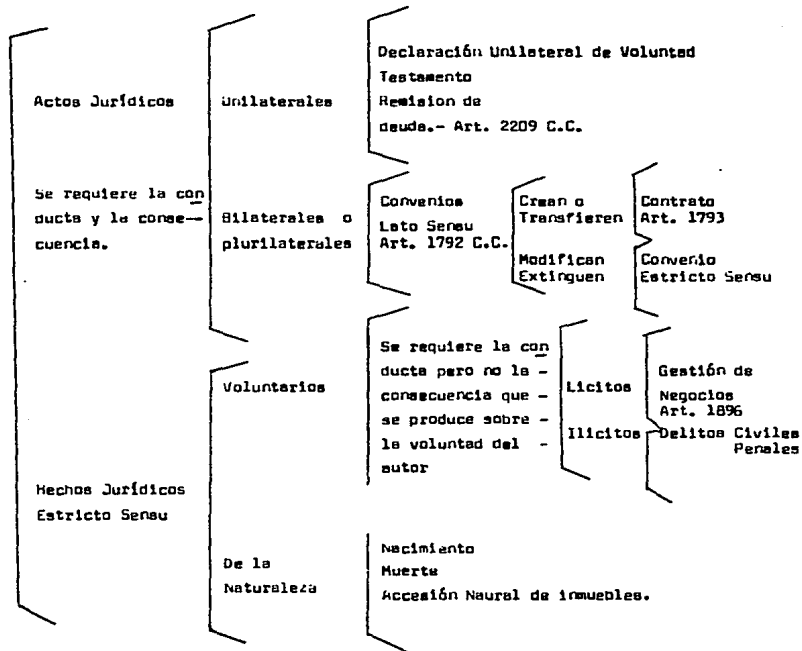 Actos Jurídicos
Se requiere la con
ducta y la conse—
cuencia.
Unilaterales
Declaración Unilateral de Voluntad
Testamento
Remision de
deuda.- Art. 2209 C.C.
Bilaterales o
plurilaterales
Convenios
Lato Sensu
Art. 1792 C.C.
Crean o
Transfieren
Contrato
Art. 1793
Modifican
Extinguen
Convenio
Estricto Sensu
Hechos Jurídicos
Estricto Sensu
Voluntarios
Se requiere la con
ducta pero no la -
consecuencia que -
se produce sobre -
la voluntad del -
autor
Licitos
Gestión de
Negocios
Art. 1896
Ilicitos
Delitos Civiles
Penales
De la
Naturaleza
Nacimiento
Muerte
Accesión Naural de inmuebles.